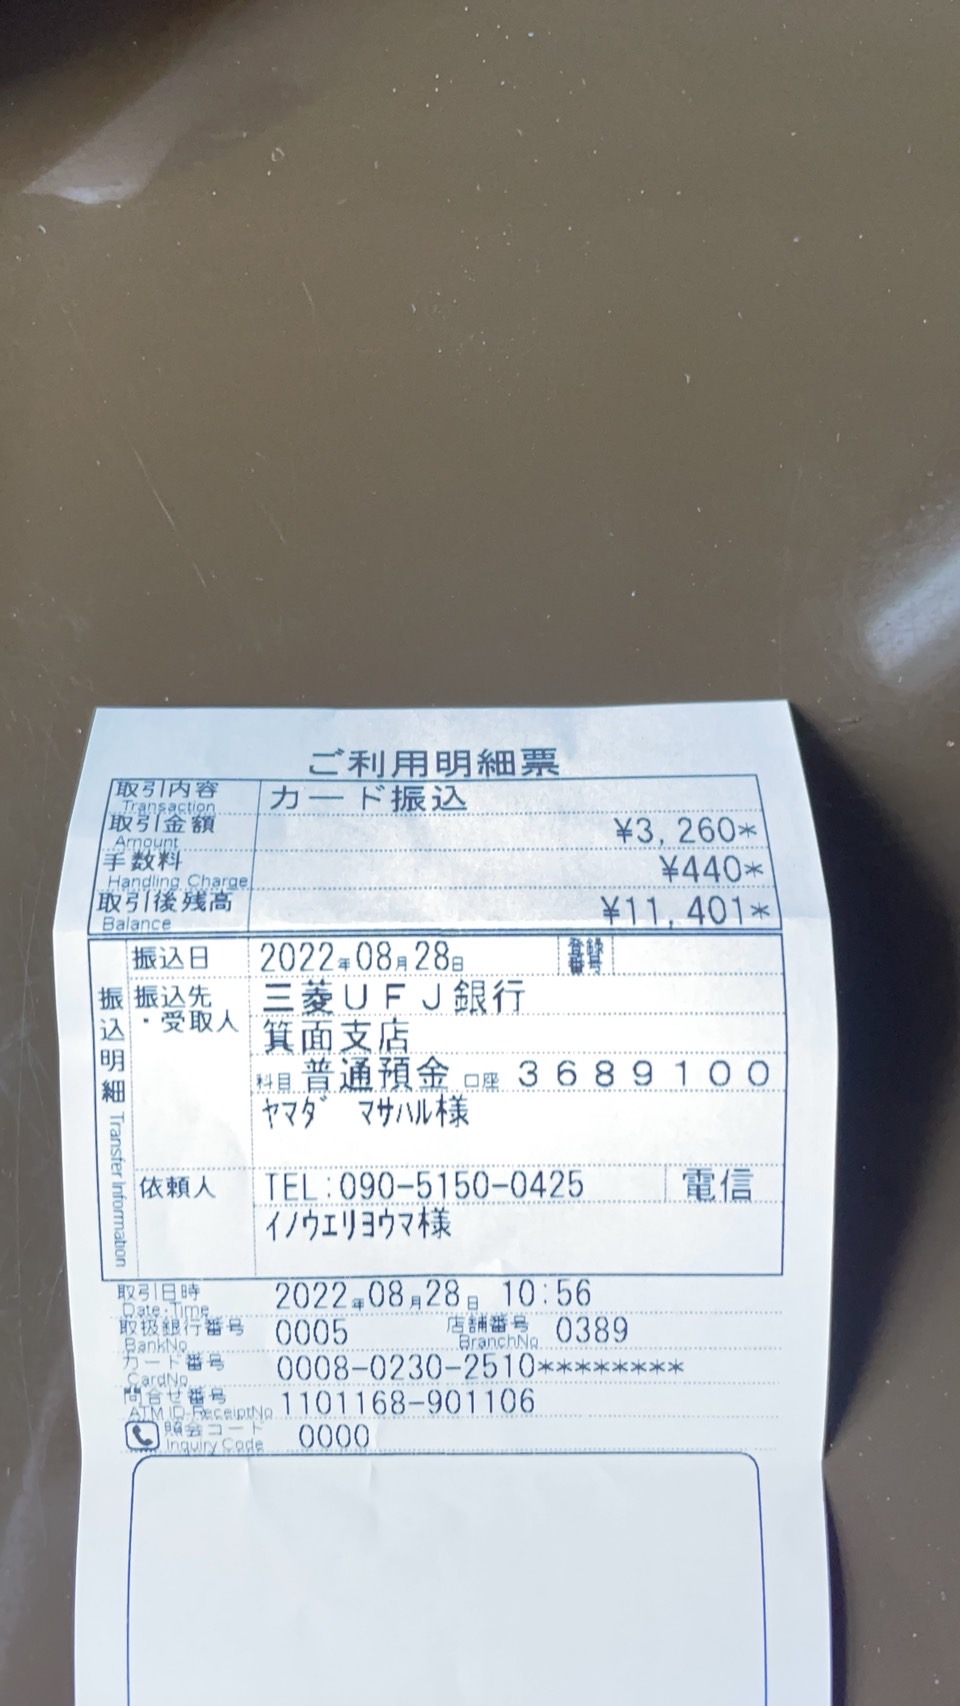 ご利用明細票
取引内容 カード振込
Transaction
取引金額 ¥3,260*
Amount
手数料 ¥440*
Handling Charge
取引後残高 ¥11,401*
Balance
振込明細 Transfer Information
振込日 2022年08月28日 登録番号
振込先 三菱UFJ銀行
・受取人
箕面支店
科目 普通預金 口座 3689100
ヤマダ マサハル様
依頼人 TEL:090-5150-0425 電信
イノウエリヨウマ様
取引日時 2022年08月28日 10:56
Date・Time
取扱銀行番号 0005 店舗番号 0389
BankNo BranchNo
カード番号 0008-0230-2510********
CardNo
問合せ番号 1101168-901106
ATM ID-ReceiptNo
照会コード 0000
Inquiry Code